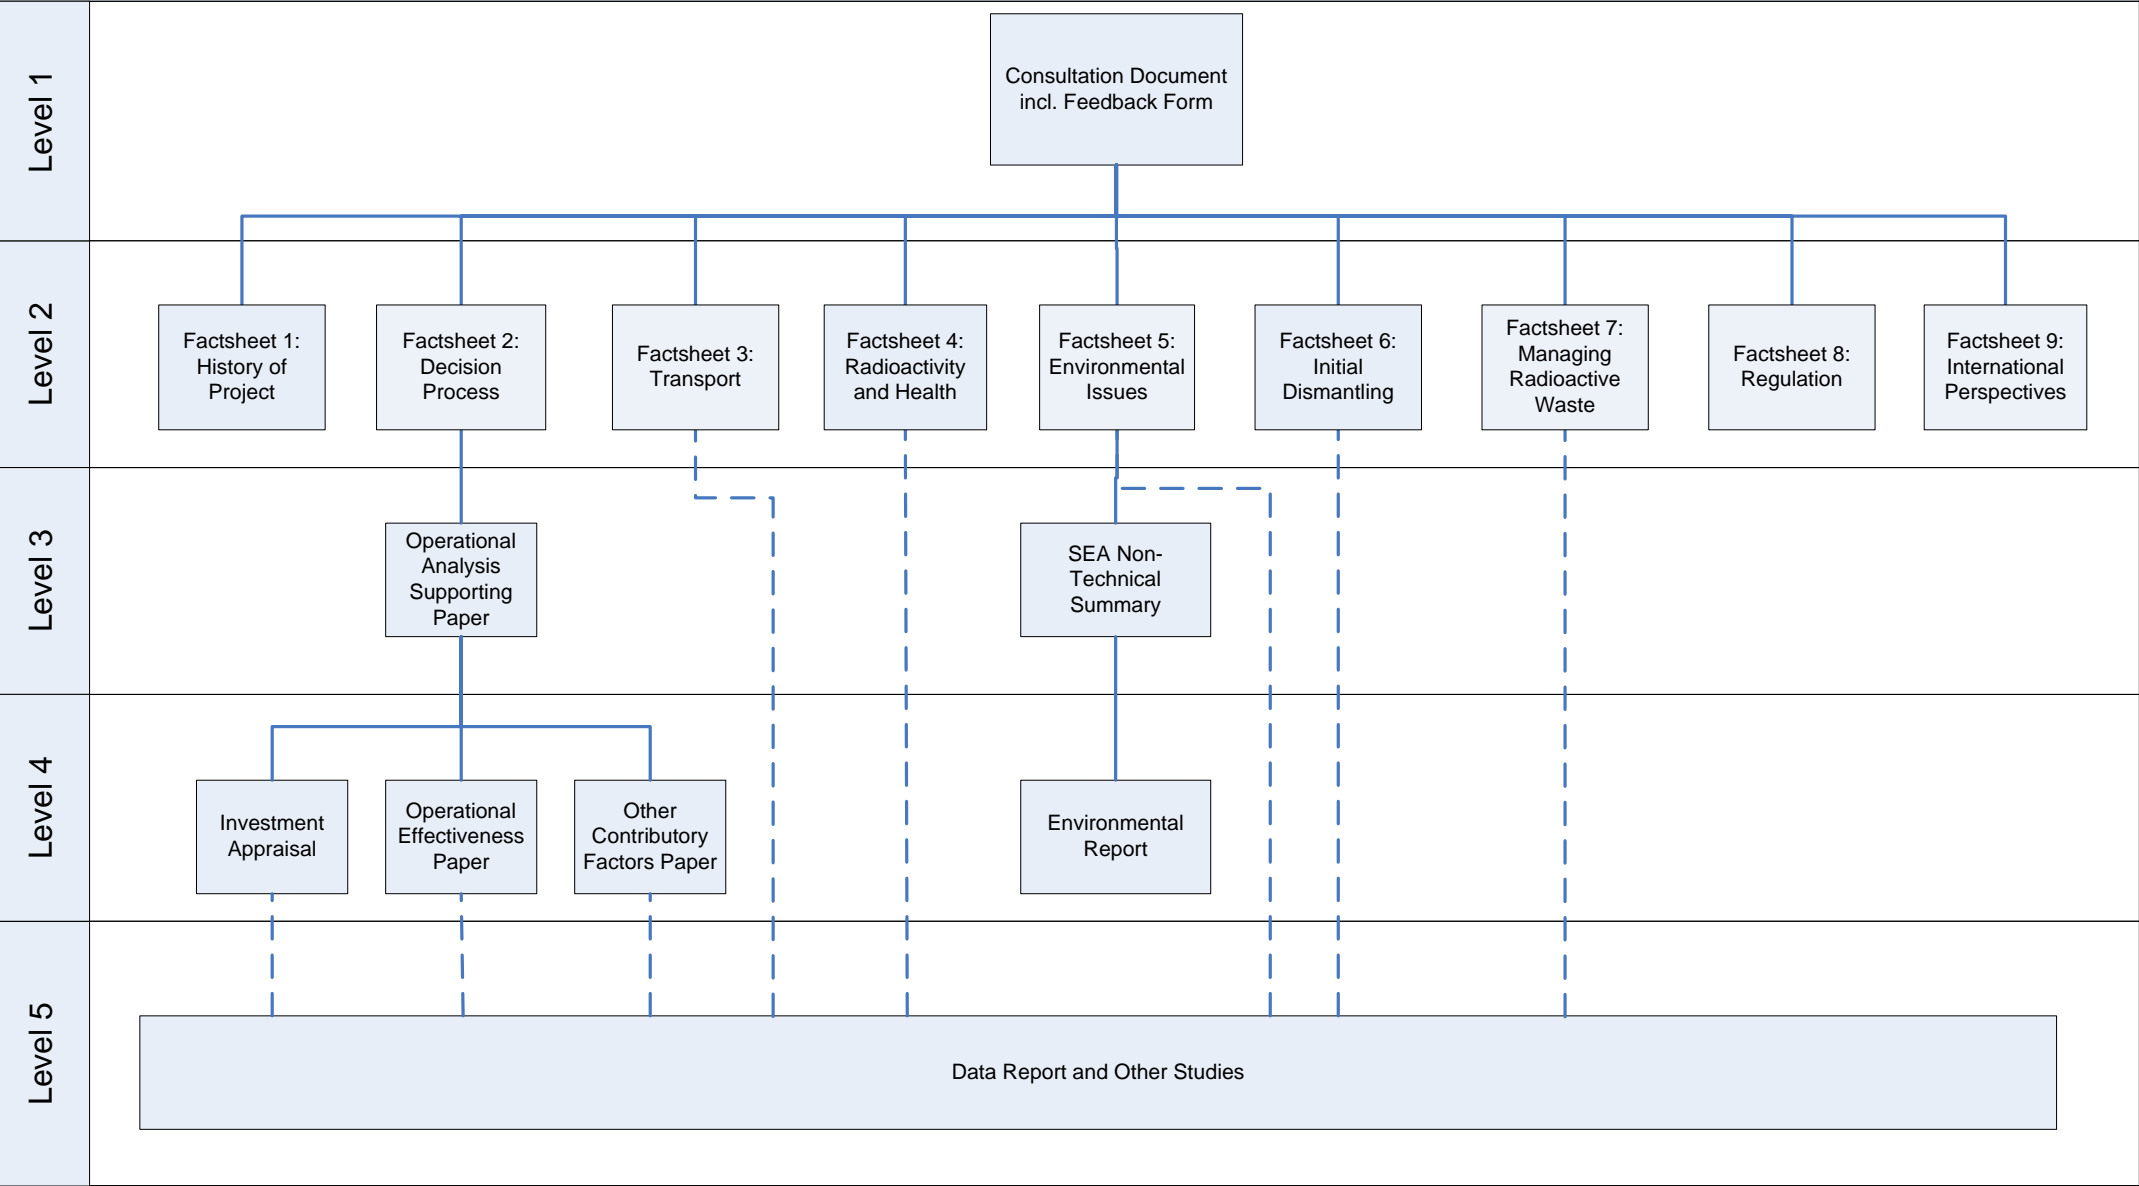 Level 1
Consultation Document
incl. Feedback Form
Level 2
Factsheet 1:
History of
Project
Factsheet 2:
Decision
Process
Factsheet 3:
Transport
Factsheet 4:
Radioactivity
and Health
Factsheet 5:
Environmental
Issues
Factsheet 6:
Initial
Dismantling
Factsheet 7:
Managing
Radioactive
Waste
Factsheet 8:
Regulation
Factsheet 9:
International
Perspectives
Level 3
Operational
Analysis
Supporting
Paper
SEA Non-
Technical
Summary
Level 4
Investment
Appraisal
Operational
Effectiveness
Paper
Other
Contributory
Factors Paper
Environmental
Report
Level 5
Data Report and Other Studies